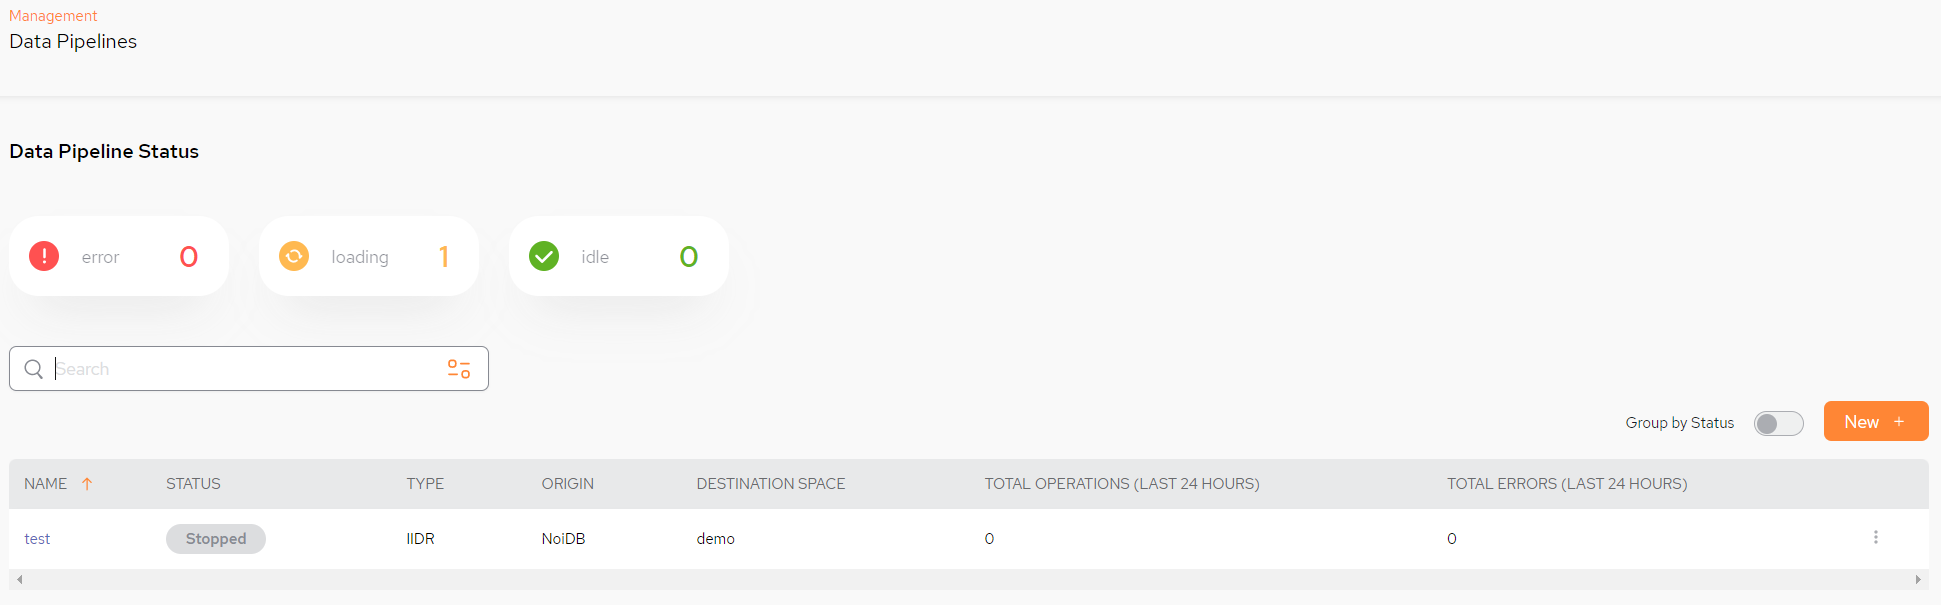 Management
Data Pipelines
Data Pipeline Status
error 0 loading 1 idle 0
Search
Group by Status New +
NAME STATUS TYPE ORIGIN DESTINATION SPACE TOTAL OPERATIONS (LAST 24 HOURS) TOTAL ERRORS (LAST 24 HOURS)
test Stopped IIDR NoiDB demo 0 0